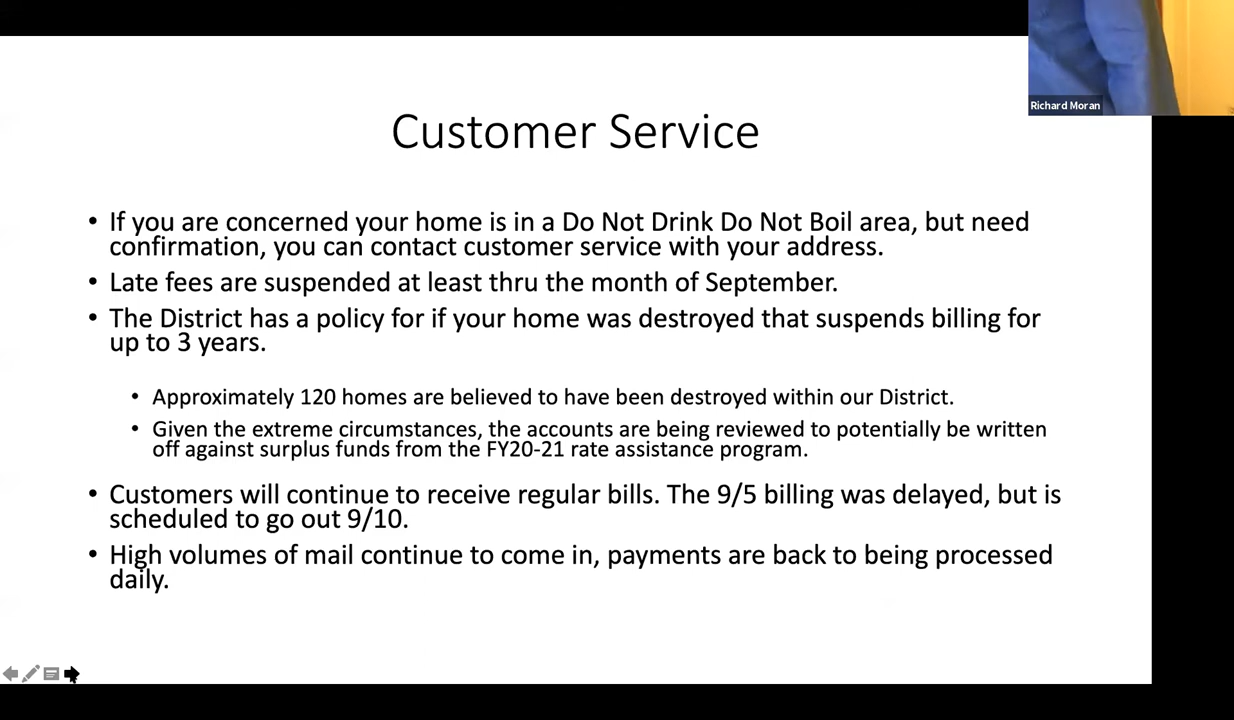 Richard Moran
Customer Service
• If you are concerned your home is in a Do Not Drink Do Not Boil area, but need
confirmation, you can contact customer service with your address.
• Late fees are suspended at least thru the month of September.
• The District has a policy for if your home was destroyed that suspends billing for
up to 3 years.
• Approximately 120 homes are believed to have been destroyed within our District.
• Given the extreme circumstances, the accounts are being reviewed to potentially be written
off against surplus funds from the FY20-21 rate assistance program.
• Customers will continue to receive regular bills. The 9/5 billing was delayed, but is
scheduled to go out 9/10.
• High volumes of mail continue to come in, payments are back to being processed
daily.